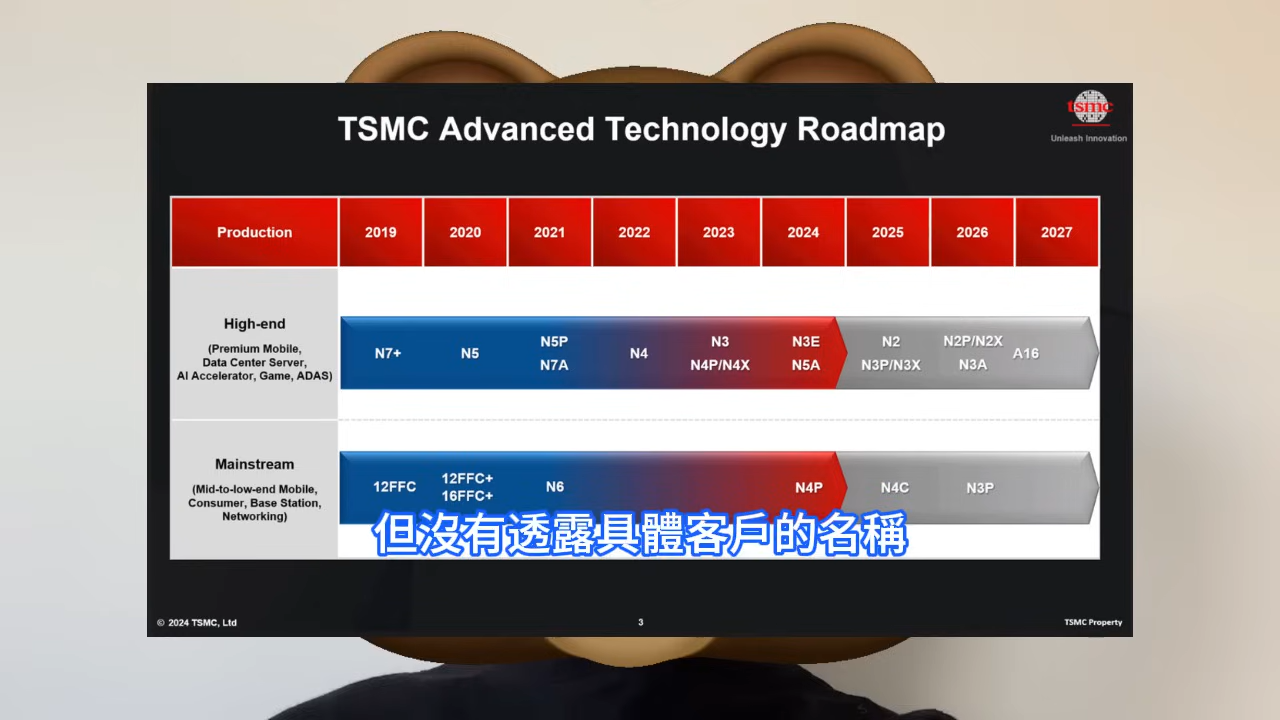 TSMC Advanced Technology Roadmap
tsmc
Unleash Innovation
Production 2019 2020 2021 2022 2023 2024 2025 2026 2027
High-end
(Premium Mobile,
Data Center Server,
AI Accelerator, Game, ADAS)
N7+
N5
N5P
N7A
N4
N3
N4P/N4X
N3E
N5A
N2
N3P/N3X
N2P/N2X
N3A
A16
Mainstream
(Mid-to-low-end Mobile,
Consumer, Base Station,
Networking)
12FFC
12FFC+
16FFC+
N6
N4P
N4C
N3P
但沒有透露具體客戶的名稱
© 2024 TSMC, Ltd
3
TSMC Property